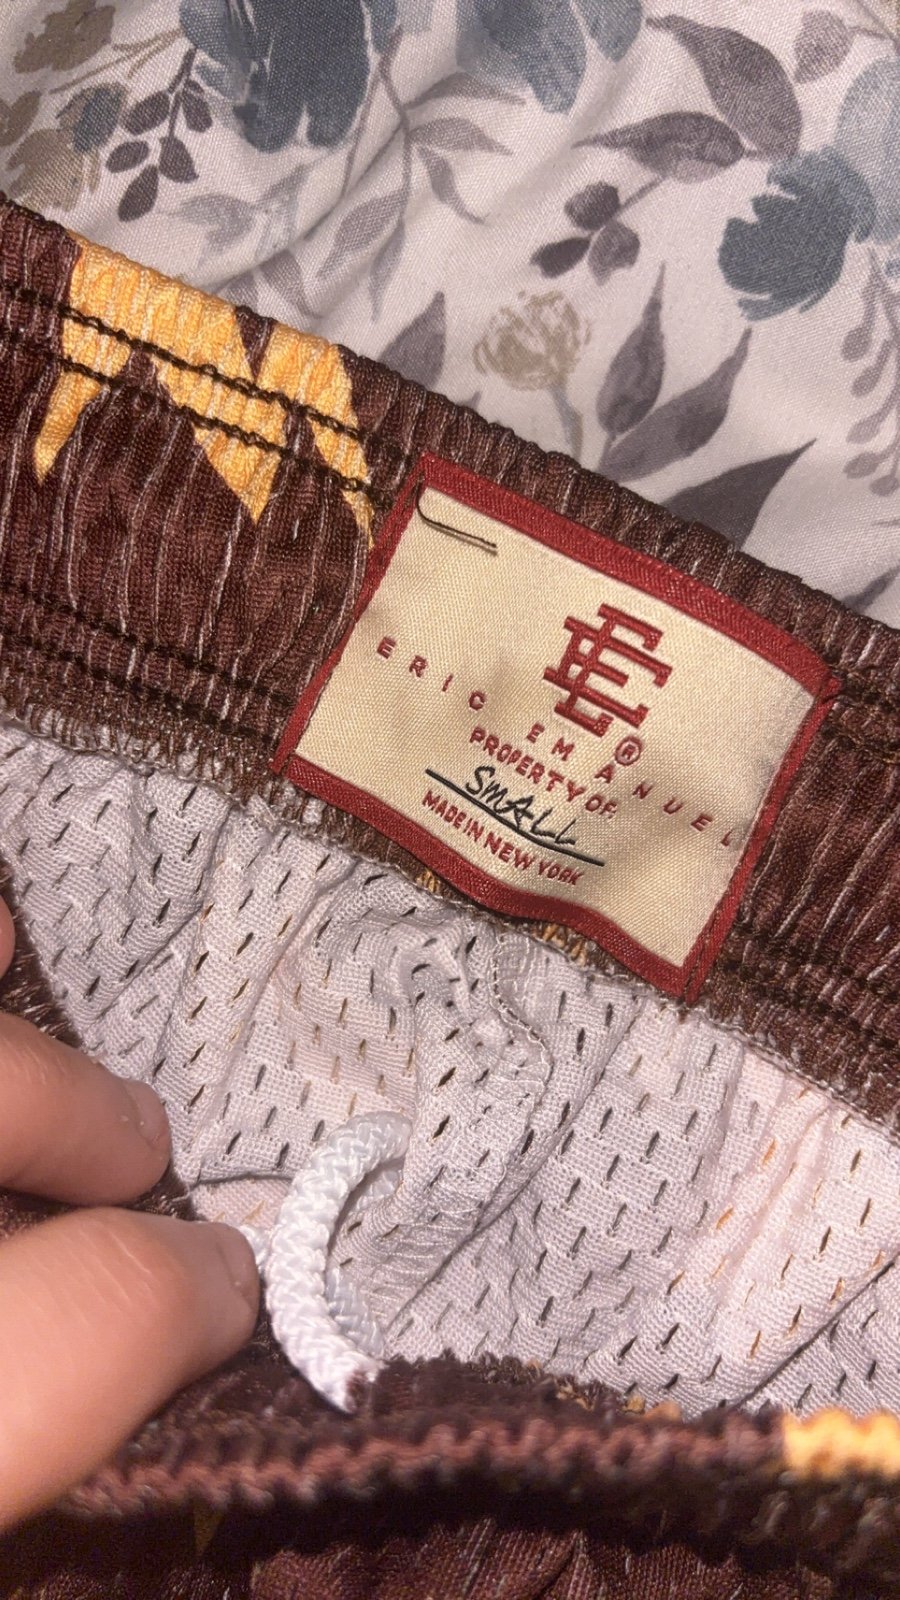 EE®
ERIC EMANUEL
PROPERTY OF:
SMALL
MADE IN NEW YORK